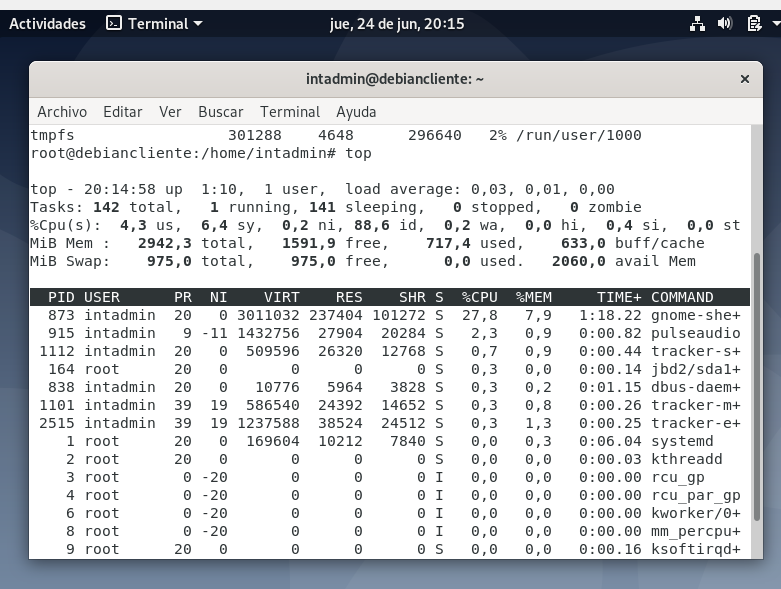 Actividades Terminal jue, 24 de jun, 20:15
intadmin@debiancliente: ~ ×
Archivo Editar Ver Buscar Terminal Ayuda
tmpfs 301288 4648 296640 2% /run/user/1000
root@debiancliente:/home/intadmin# top
top - 20:14:58 up 1:10, 1 user, load average: 0,03, 0,01, 0,00
Tasks: 142 total, 1 running, 141 sleeping, 0 stopped, 0 zombie
%Cpu(s): 4,3 us, 6,4 sy, 0,2 ni, 88,6 id, 0,2 wa, 0,0 hi, 0,4 si, 0,0 st
MiB Mem : 2942,3 total, 1591,9 free, 717,4 used, 633,0 buff/cache
MiB Swap: 975,0 total, 975,0 free, 0,0 used. 2060,0 avail Mem
PID USER PR NI VIRT RES SHR S %CPU %MEM TIME+ COMMAND
873 intadmin 20 0 3011032 237404 101272 S 27,8 7,9 1:18.22 gnome-she+
915 intadmin 9 -11 1432756 27904 20284 S 2,3 0,9 0:00.82 pulseaudio
1112 intadmin 20 0 509596 26320 12768 S 0,7 0,9 0:00.44 tracker-s+
164 root 20 0 0 0 0 S 0,3 0,0 0:00.14 jbd2/sda1+
838 intadmin 20 0 10776 5964 3828 S 0,3 0,2 0:01.15 dbus-daem+
1101 intadmin 39 19 586540 24392 14652 S 0,3 0,8 0:00.26 tracker-m+
2515 intadmin 39 19 1237588 38524 24512 S 0,3 1,3 0:00.25 tracker-e+
1 root 20 0 169604 10212 7840 S 0,0 0,3 0:06.04 systemd
2 root 20 0 0 0 0 S 0,0 0,0 0:00.03 kthreadd
3 root 0 -20 0 0 0 I 0,0 0,0 0:00.00 rcu_gp
4 root 0 -20 0 0 0 I 0,0 0,0 0:00.00 rcu_par_gp
6 root 0 -20 0 0 0 I 0,0 0,0 0:00.00 kworker/0+
8 root 0 -20 0 0 0 I 0,0 0,0 0:00.00 mm_percpu+
9 root 20 0 0 0 0 S 0,0 0,0 0:00.16 ksoftirqd+